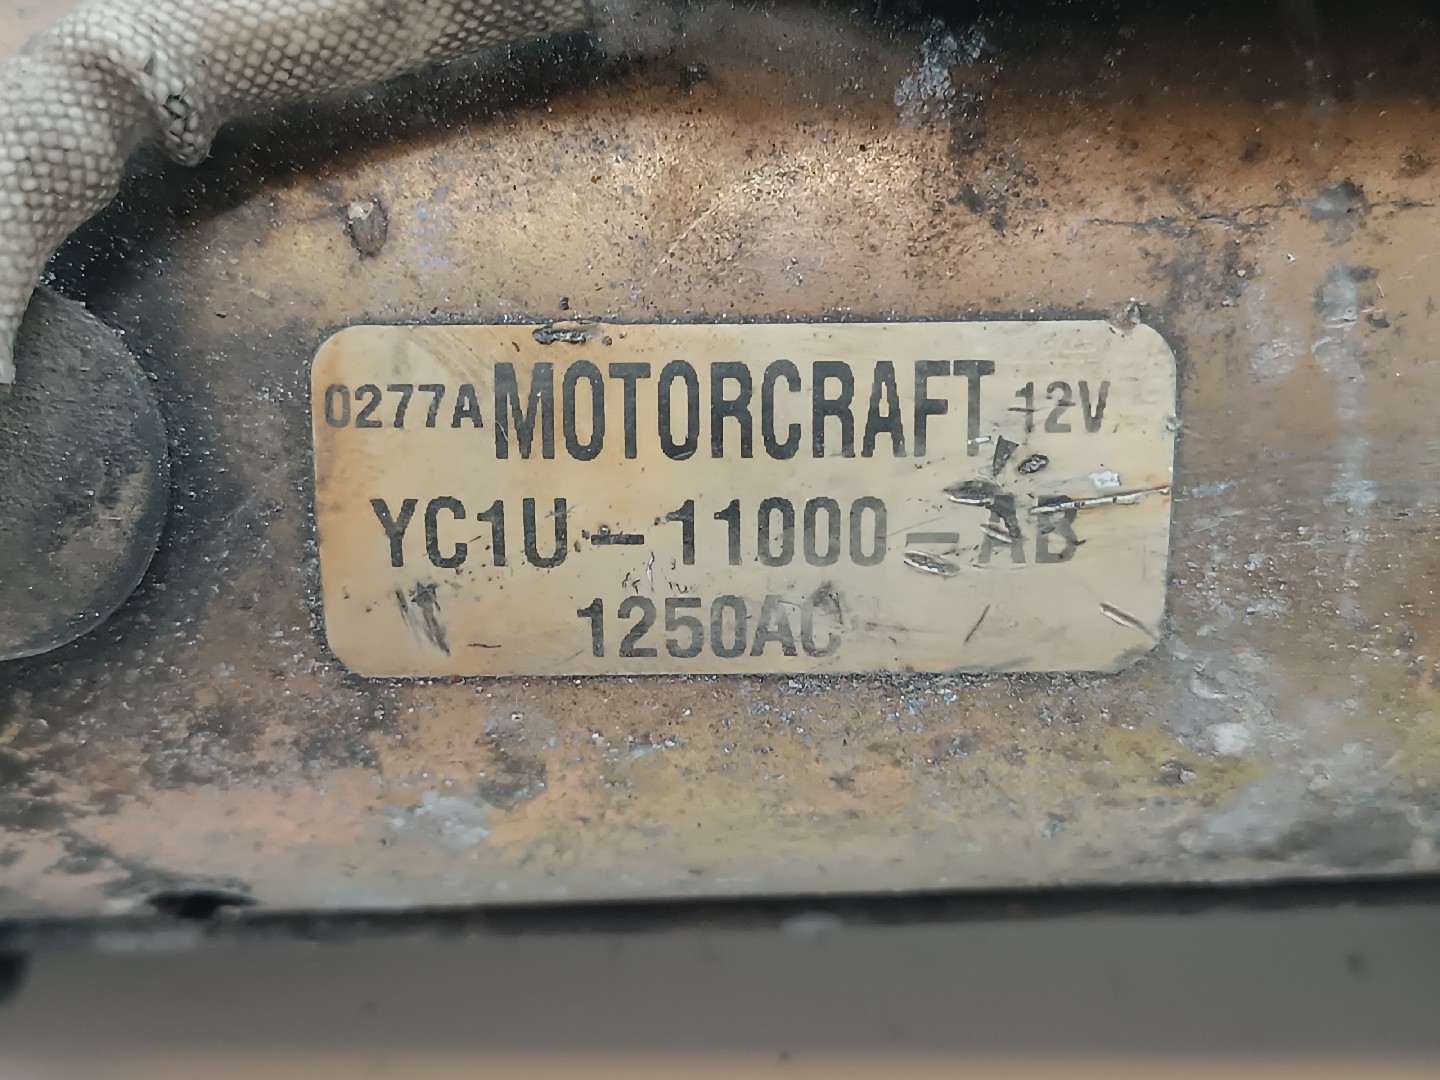 0277A MOTORCRAFT 12V
YC1U-11000-AB
1250AC